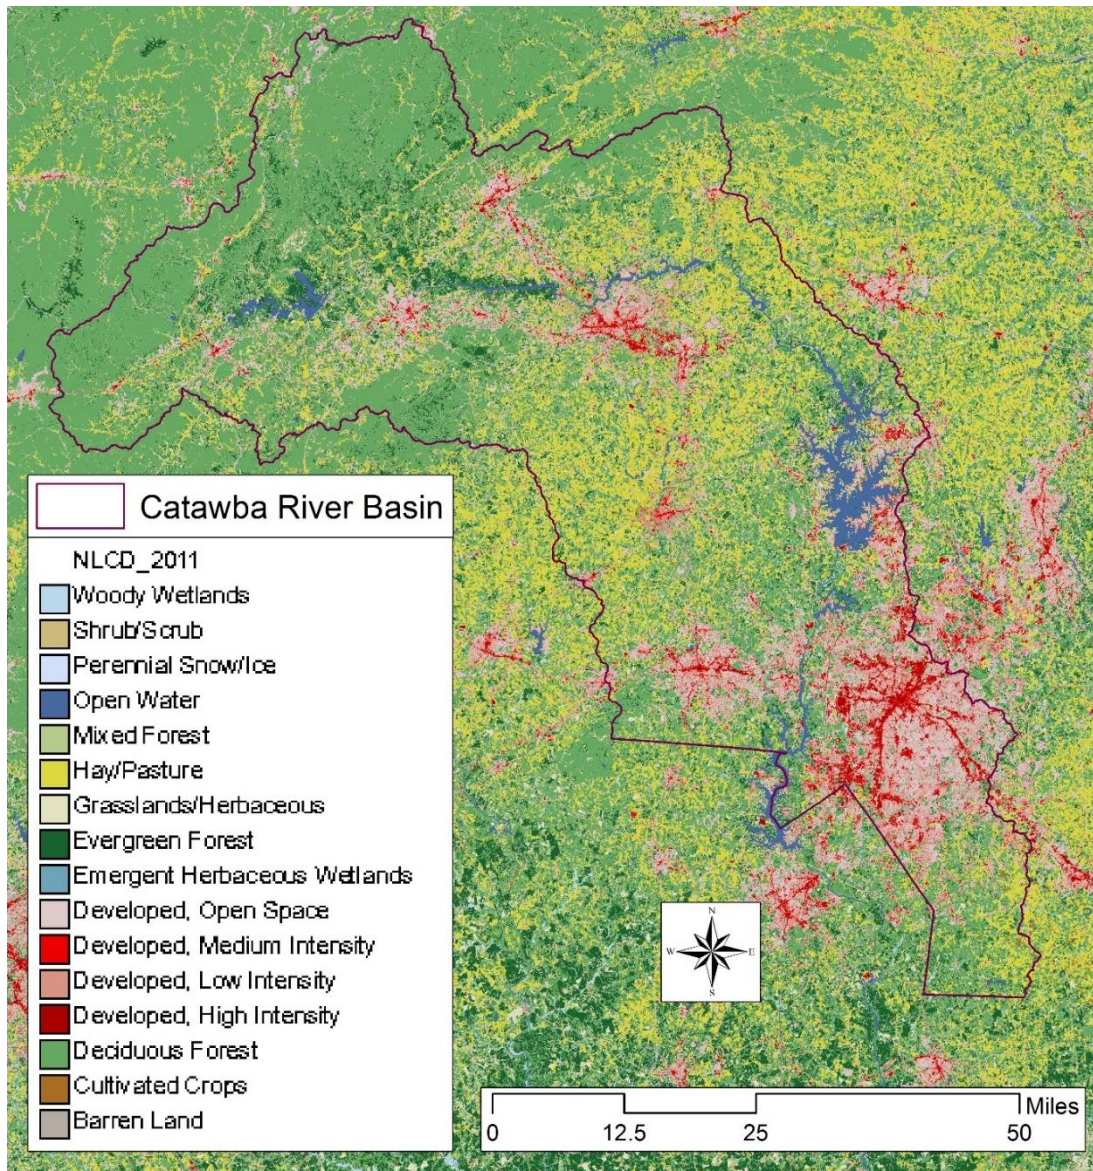 Catawba River Basin
NLCD_2011
Woody Wetlands
Shrub/Scrub
Perennial Snow/Ice
Open Water
Mixed Forest
Hay/Pasture
Grasslands/Herbaceous
Evergreen Forest
Emergent Herbaceous Wetlands
Developed, Open Space
Developed, Medium Intensity
Developed, Low Intensity
Developed, High Intensity
Deciduous Forest
Cultivated Crops
Barren Land
N
W E
S
Miles
0 12.5 25 50